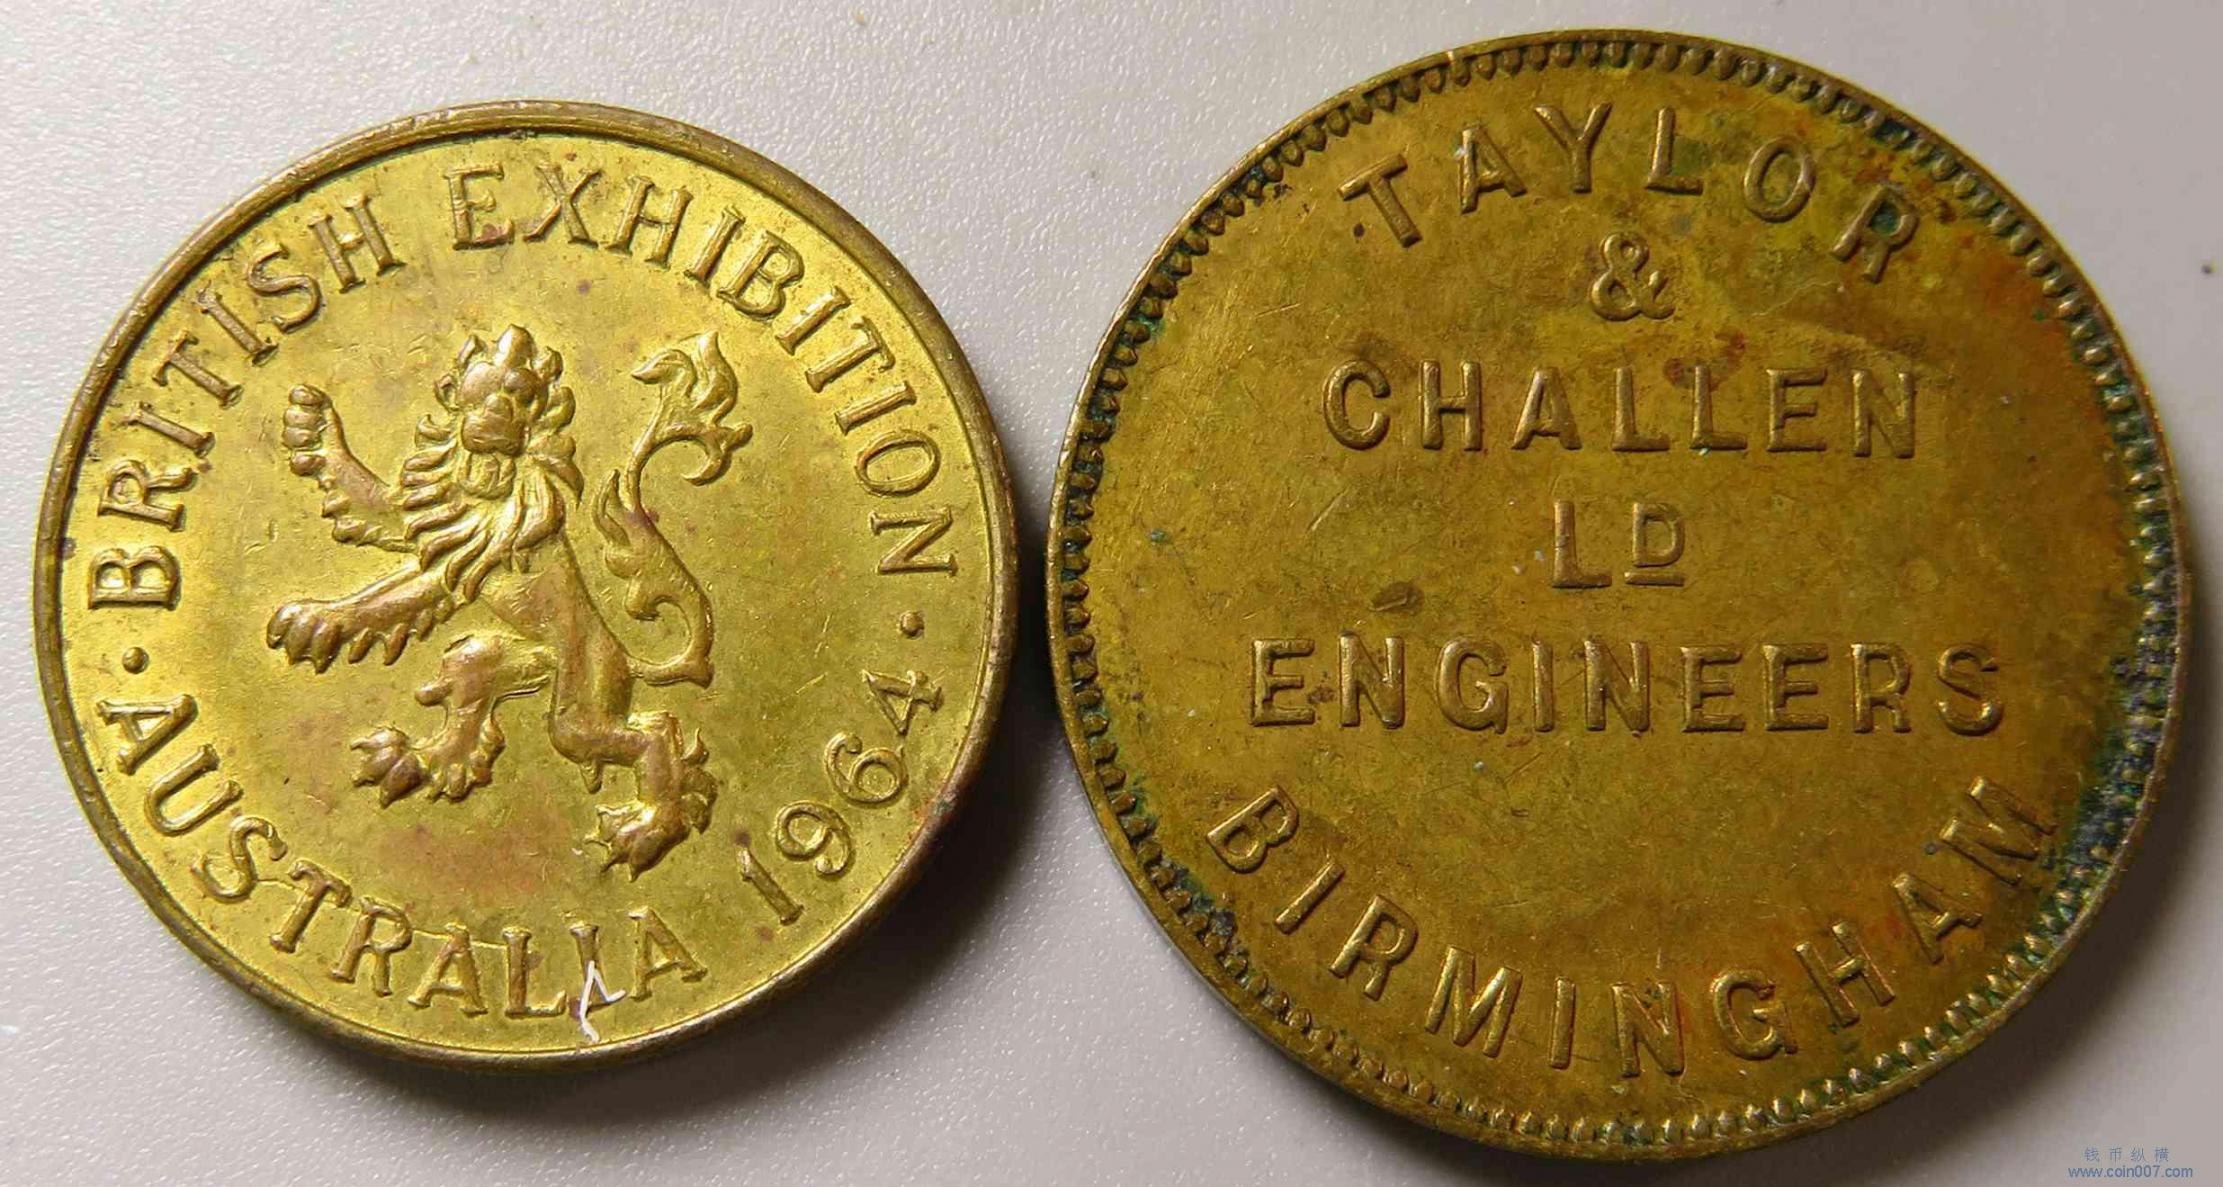 · BRITISH EXHIBITION ·
AUSTRALIA 1964
TAYLOR
&
CHALLEN
LD
ENGINEERS
BIRMINGHAM
钱币纵横
www.coin007.com